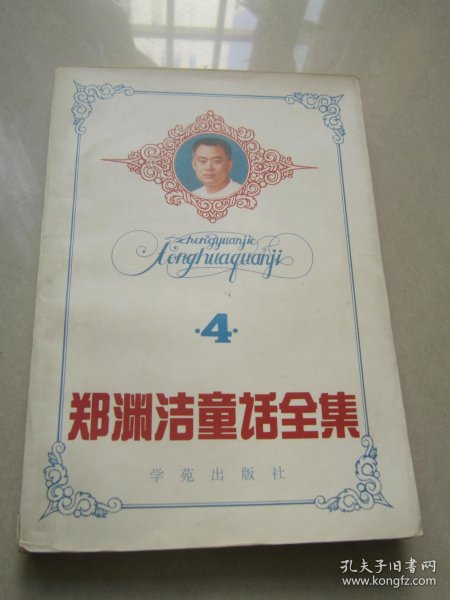 Zhengyuanjie
tonghuaquanji
·4·
郑渊洁童话全集
学苑出版社
孔夫子旧书网
www.kongfz.com